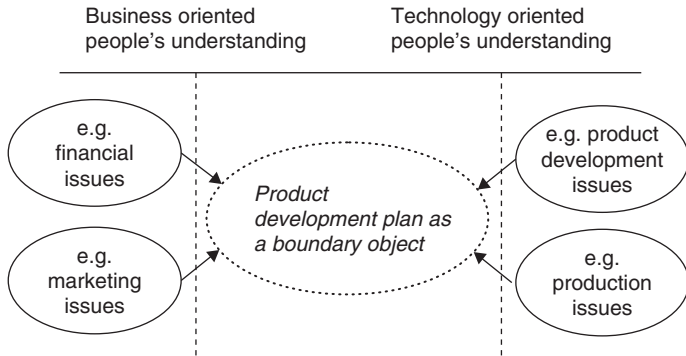 Business oriented
people's understanding
Technology oriented
people's understanding
e.g.
financial
issues
e.g. product
development
issues
Product
development plan as
a boundary object
e.g.
marketing
issues
e.g.
production
issues